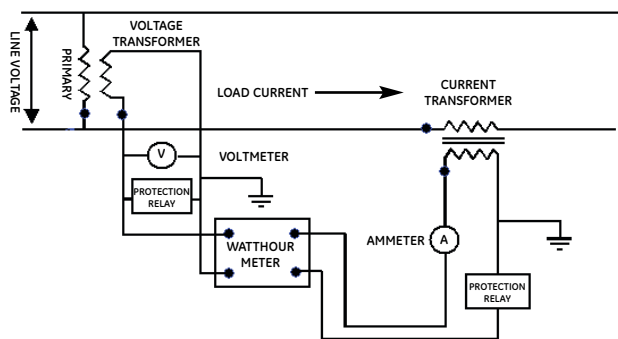 LINE VOLTAGE
PRIMARY
VOLTAGE
TRANSFORMER
LOAD CURRENT
CURRENT
TRANSFORMER
V
VOLTMETER
PROTECTION
RELAY
WATTHOUR
METER
AMMETER
A
PROTECTION
RELAY